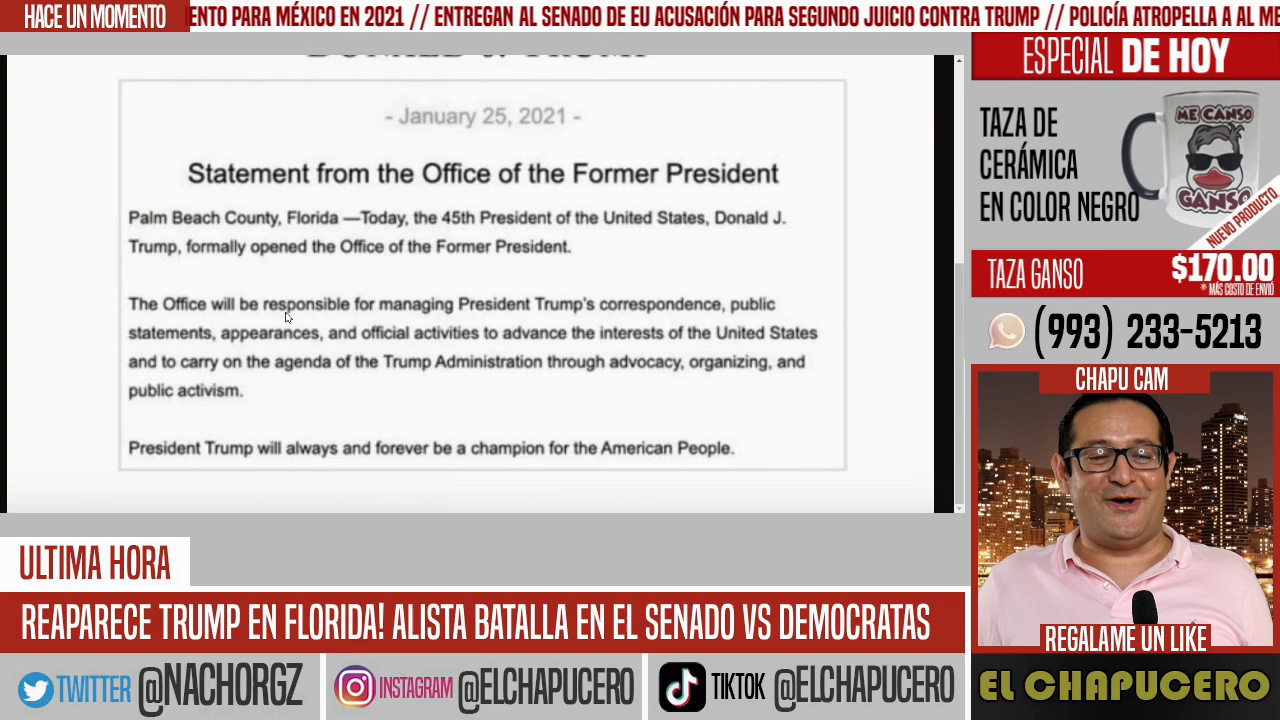 HACE UN MOMENTO
ENTO PARA MÉXICO EN 2021 // ENTREGAN AL SENADO DE EU ACUSACIÓN PARA SEGUNDO JUICIO CONTRA TRUMP // POLICÍA ATROPELLA A AL ME
- January 25, 2021 -
Statement from the Office of the Former President
Palm Beach County, Florida —Today, the 45th President of the United States, Donald J.
Trump, formally opened the Office of the Former President.
The Office will be responsible for managing President Trump's correspondence, public
statements, appearances, and official activities to advance the interests of the United States
and to carry on the agenda of the Trump Administration through advocacy, organizing, and
public activism.
President Trump will always and forever be a champion for the American People.
ESPECIAL DE HOY
TAZA DE
CERÁMICA
EN COLOR NEGRO
ME CANSO
GANSO
NUEVO PRODUCTO
TAZA GANSO
$170.00
* MÁS COSTO DE ENVIÓ
(993) 233-5213
CHAPU CAM
REGALAME UN LIKE
ULTIMA HORA
REAPARECE TRUMP EN FLORIDA! ALISTA BATALLA EN EL SENADO VS DEMOCRATAS
TWITTER @NACHORGZ
INSTAGRAM @ELCHAPUCERO
TIKTOK @ELCHAPUCERO
EL CHAPUCERO